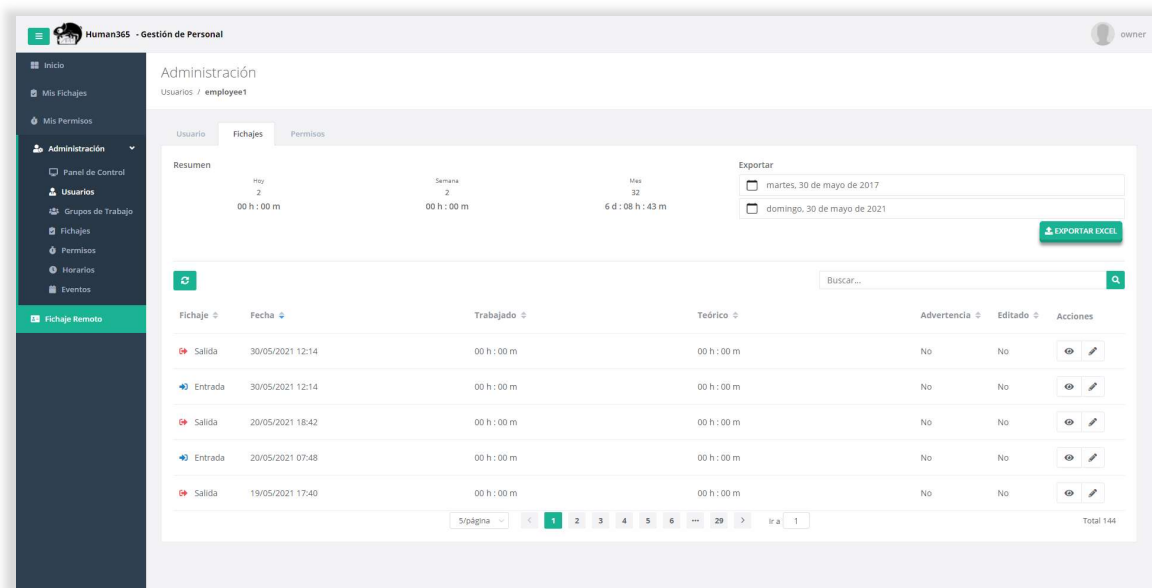 Human365 - Gestión de Personal
owner
Inicio
Mis Fichajes
Mis Permisos
Administración
Panel de Control
Usuarios
Grupos de Trabajo
Fichajes
Permisos
Horarios
Eventos
Fichaje Remoto
Administración
Usuarios / employee1
Usuario Fichajes Permisos
Resumen
Hoy Semana Mes
2 2 32
00 h : 00 m 00 h : 00 m 6 d : 08 h : 43 m
Exportar
martes, 30 de mayo de 2017
domingo, 30 de mayo de 2021
EXPORTAR EXCEL
Buscar...
Fichaje Fecha Trabajado Teórico Advertencia Editado Acciones
Salida 30/05/2021 12:14 00 h : 00 m 00 h : 00 m No No
Entrada 30/05/2021 12:14 00 h : 00 m 00 h : 00 m No No
Salida 20/05/2021 18:42 00 h : 00 m 00 h : 00 m No No
Entrada 20/05/2021 07:48 00 h : 00 m 00 h : 00 m No No
Salida 19/05/2021 17:40 00 h : 00 m 00 h : 00 m No No
5/página 1 2 3 4 5 6 ... 29 Ir a 1 Total 144